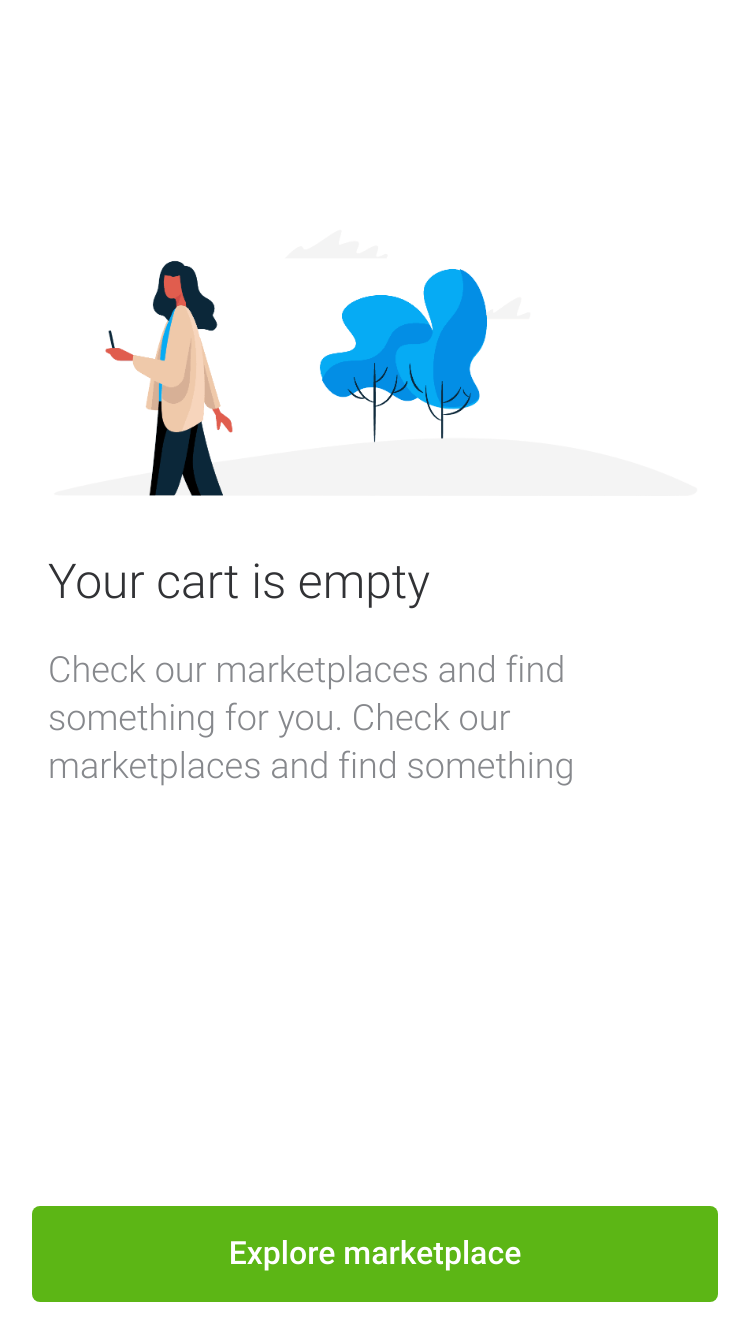 Your cart is empty
Check our marketplaces and find
something for you. Check our
marketplaces and find something
Explore marketplace